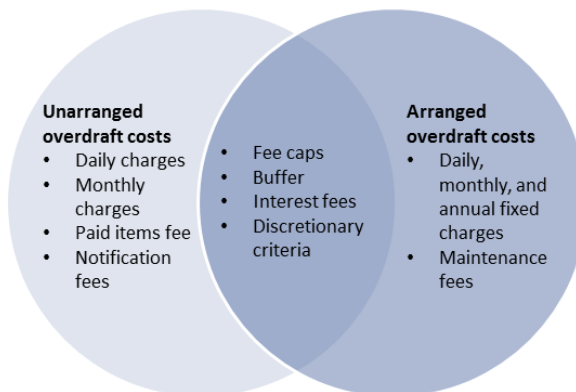 Unarranged
overdraft costs
• Daily charges
• Monthly
charges
• Paid items fee
• Notification
fees
• Fee caps
• Buffer
• Interest fees
• Discretionary
criteria
Arranged
overdraft costs
• Daily,
monthly, and
annual fixed
charges
• Maintenance
fees